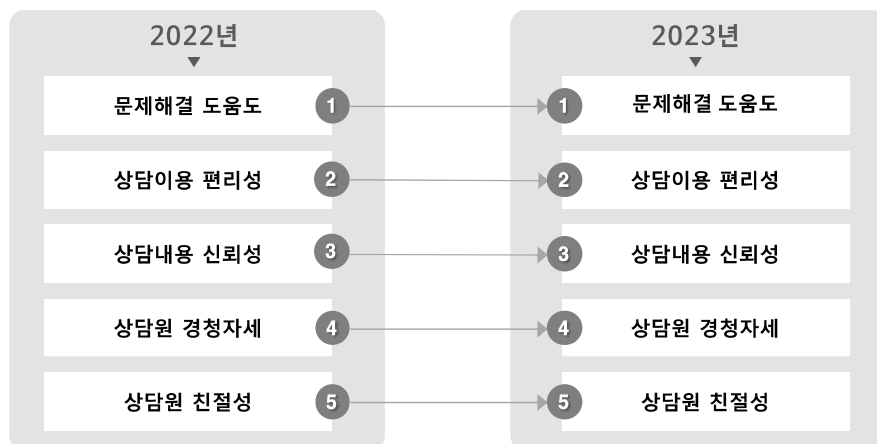 2022년
2023년
문제해결 도움도 1
1 문제해결 도움도
상담이용 편리성 2
2 상담이용 편리성
상담내용 신뢰성 3
3 상담내용 신뢰성
상담원 경청자세 4
4 상담원 경청자세
상담원 친절성 5
5 상담원 친절성